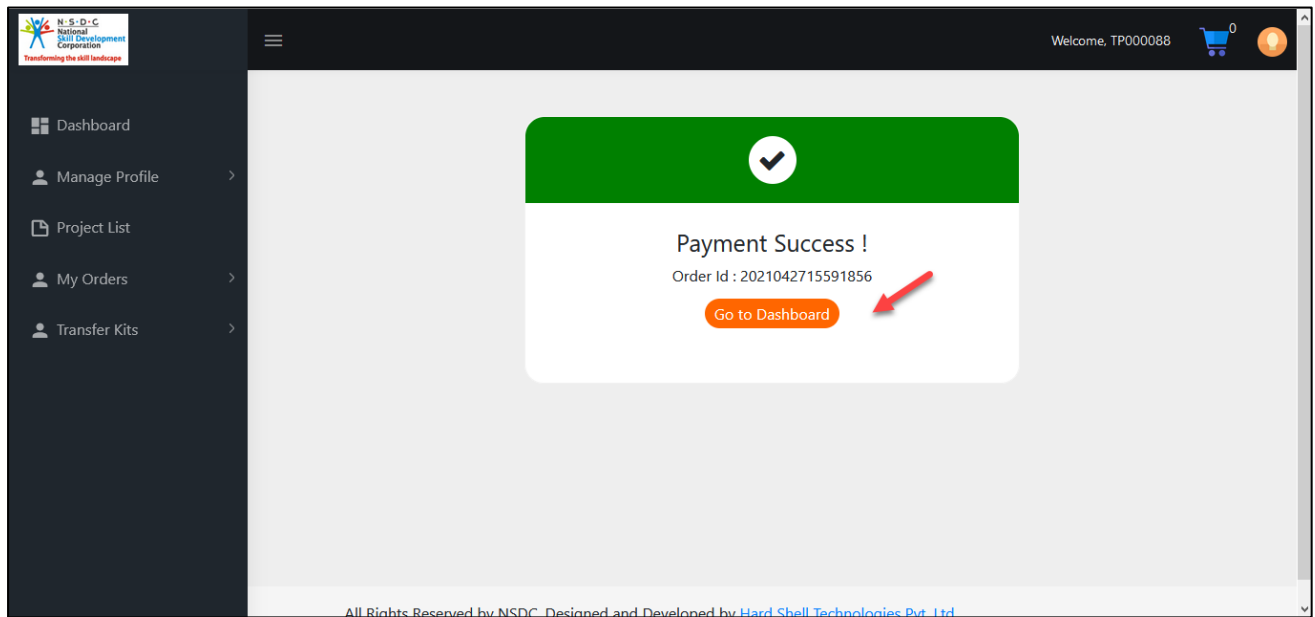 N·S·D·C
National
Skill Development
Corporation
Transforming the skill landscape
Welcome, TP000088
0
Dashboard
Manage Profile
Project List
My Orders
Transfer Kits
Payment Success !
Order Id : 2021042715591856
Go to Dashboard
All Rights Reserved by NSDC. Designed and Developed by Hard Shell Technologies Pvt. Ltd